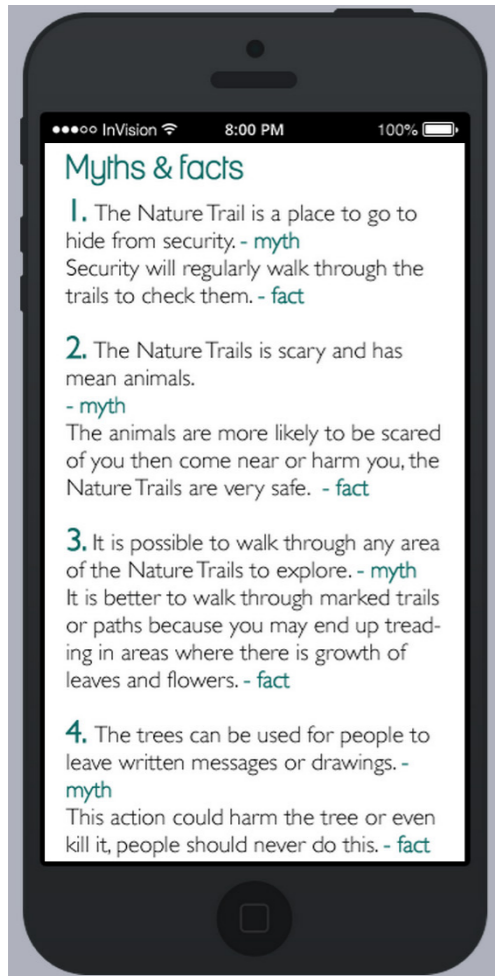 ●●●○○ InVision 8:00 PM 100%
Myths & facts
1. The Nature Trail is a place to go to
hide from security. - myth
Security will regularly walk through the
trails to check them. - fact
2. The Nature Trails is scary and has
mean animals.
- myth
The animals are more likely to be scared
of you then come near or harm you, the
Nature Trails are very safe. - fact
3. It is possible to walk through any area
of the Nature Trails to explore. - myth
It is better to walk through marked trails
or paths because you may end up tread-
ing in areas where there is growth of
leaves and flowers. - fact
4. The trees can be used for people to
leave written messages or drawings. -
myth
This action could harm the tree or even
kill it, people should never do this. - fact